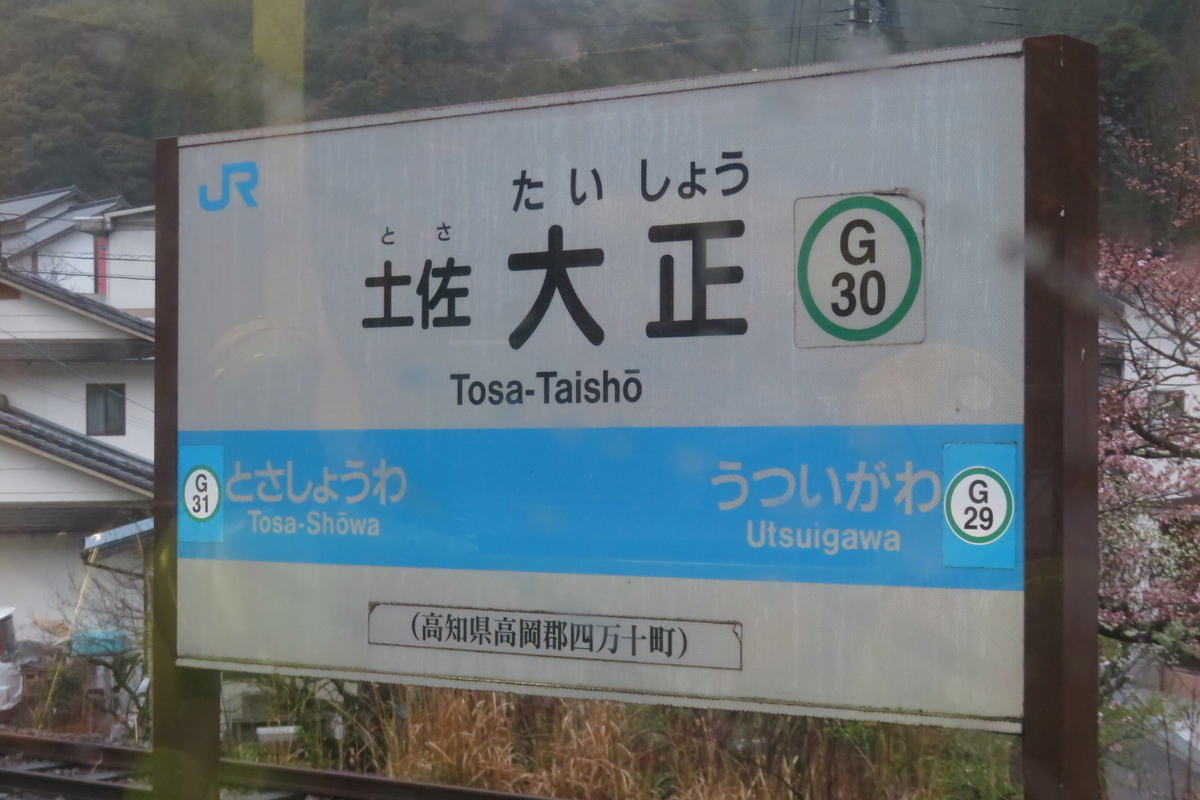 JR
たいしょう
とさ
土佐 大正
G
30
Tosa-Taishō
G
31
とさしょうわ
Tosa-Shōwa
うついがわ
Utsuigawa
G
29
(高知県高岡郡四万十町)